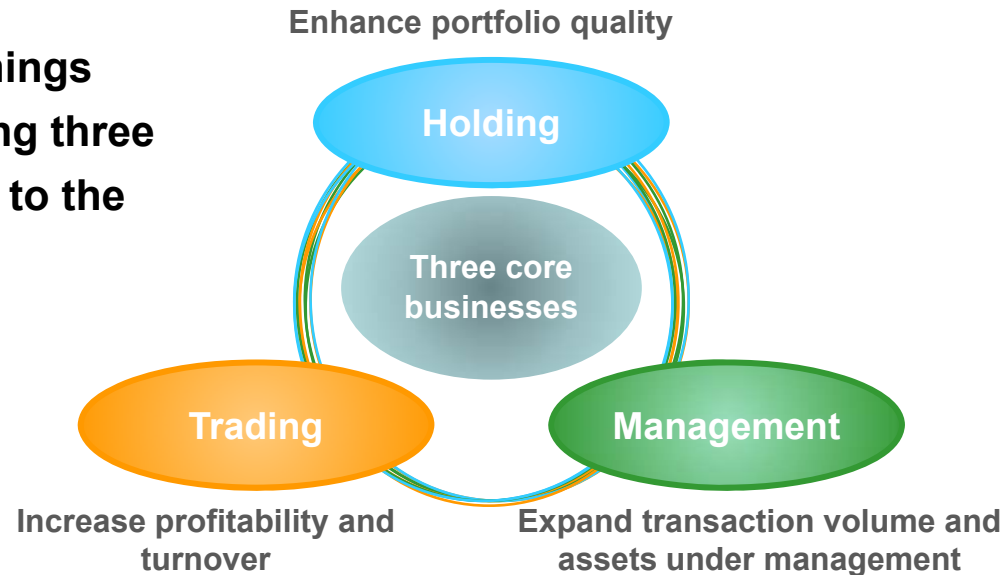 Enhance portfolio quality
ings
ng three
to the
Holding
Three core
businesses
Trading
Management
Increase profitability and
turnover
Expand transaction volume and
assets under management